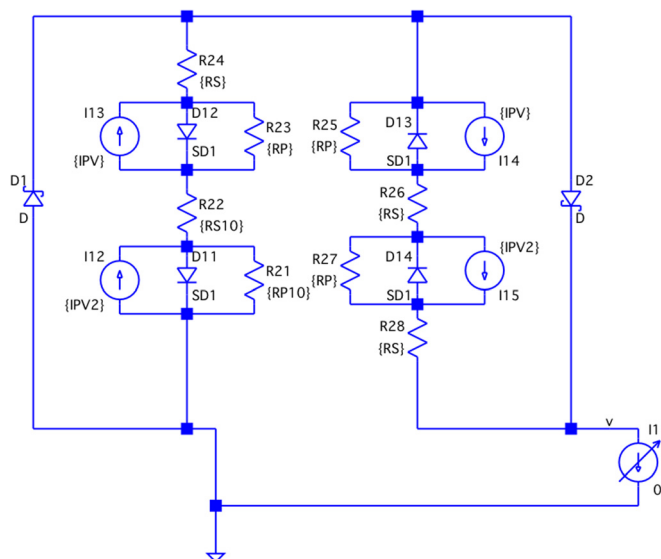 R24
{RS}
I13
D12
R23
{IPV}
SD1
{RP}
R25
D13
{IPV}
{RP}
SD1
I14
D1
D
R22
{RS10}
R26
{RS}
D2
D
I12
D11
R21
{IPV2}
SD1
{RP10}
R27
D14
{IPV2}
{RP}
SD1
I15
R28
{RS}
v
I1
0